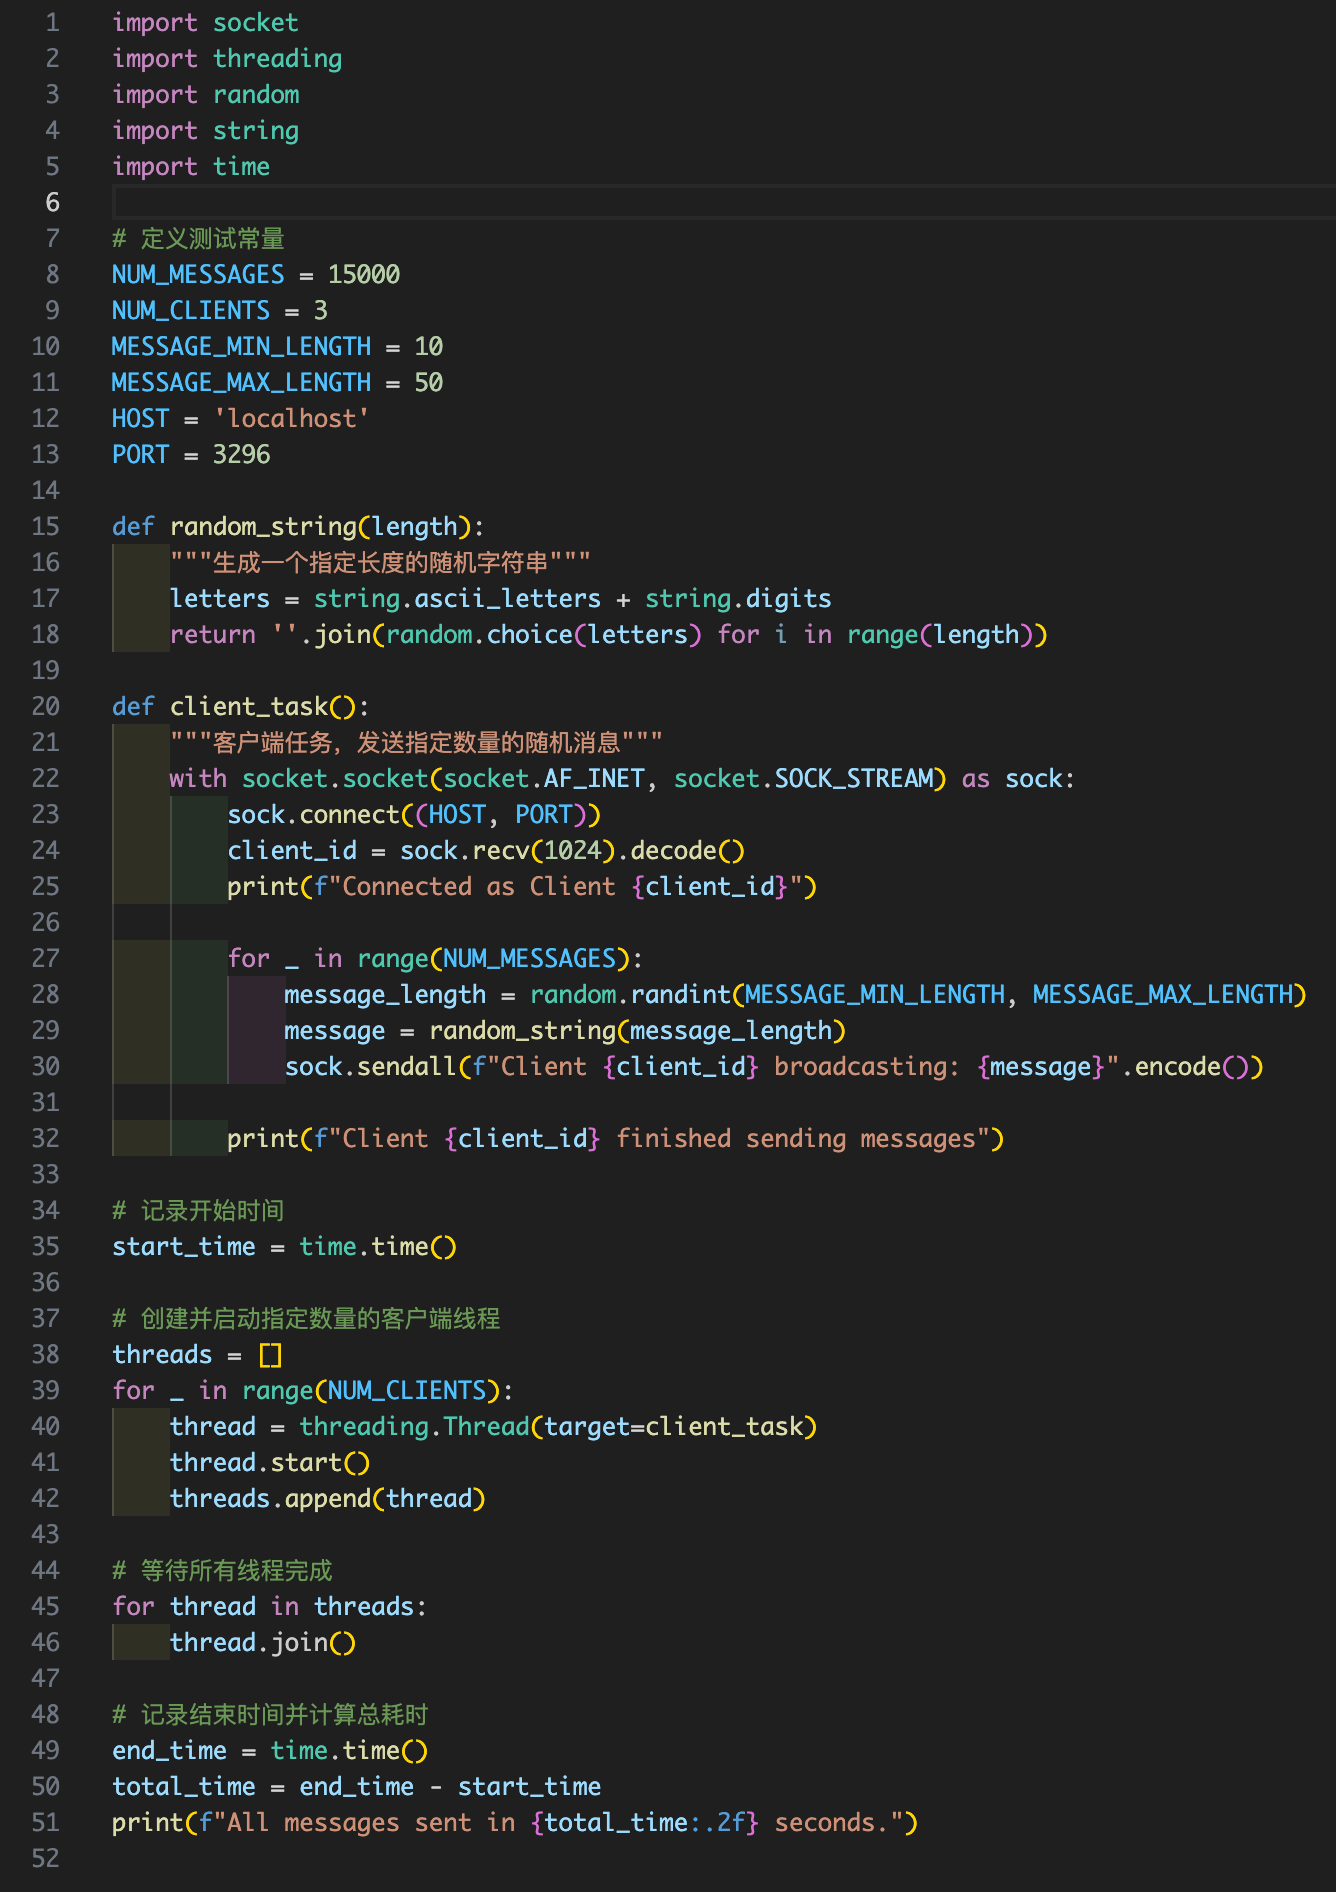 1 import socket
2 import threading
3 import random
4 import string
5 import time
6
7 # 定义测试常量
8 NUM_MESSAGES = 15000
9 NUM_CLIENTS = 3
10 MESSAGE_MIN_LENGTH = 10
11 MESSAGE_MAX_LENGTH = 50
12 HOST = 'localhost'
13 PORT = 3296
14
15 def random_string(length):
16     """生成一个指定长度的随机字符串"""
17     letters = string.ascii_letters + string.digits
18     return ''.join(random.choice(letters) for i in range(length))
19
20 def client_task():
21     """客户端任务，发送指定数量的随机消息"""
22     with socket.socket(socket.AF_INET, socket.SOCK_STREAM) as sock:
23         sock.connect((HOST, PORT))
24         client_id = sock.recv(1024).decode()
25         print(f"Connected as Client {client_id}")
26
27         for _ in range(NUM_MESSAGES):
28             message_length = random.randint(MESSAGE_MIN_LENGTH, MESSAGE_MAX_LENGTH)
29             message = random_string(message_length)
30             sock.sendall(f"Client {client_id} broadcasting: {message}".encode())
31
32         print(f"Client {client_id} finished sending messages")
33
34 # 记录开始时间
35 start_time = time.time()
36
37 # 创建并启动指定数量的客户端线程
38 threads = []
39 for _ in range(NUM_CLIENTS):
40     thread = threading.Thread(target=client_task)
41     thread.start()
42     threads.append(thread)
43
44 # 等待所有线程完成
45 for thread in threads:
46     thread.join()
47
48 # 记录结束时间并计算总耗时
49 end_time = time.time()
50 total_time = end_time - start_time
51 print(f"All messages sent in {total_time:.2f} seconds.")
52